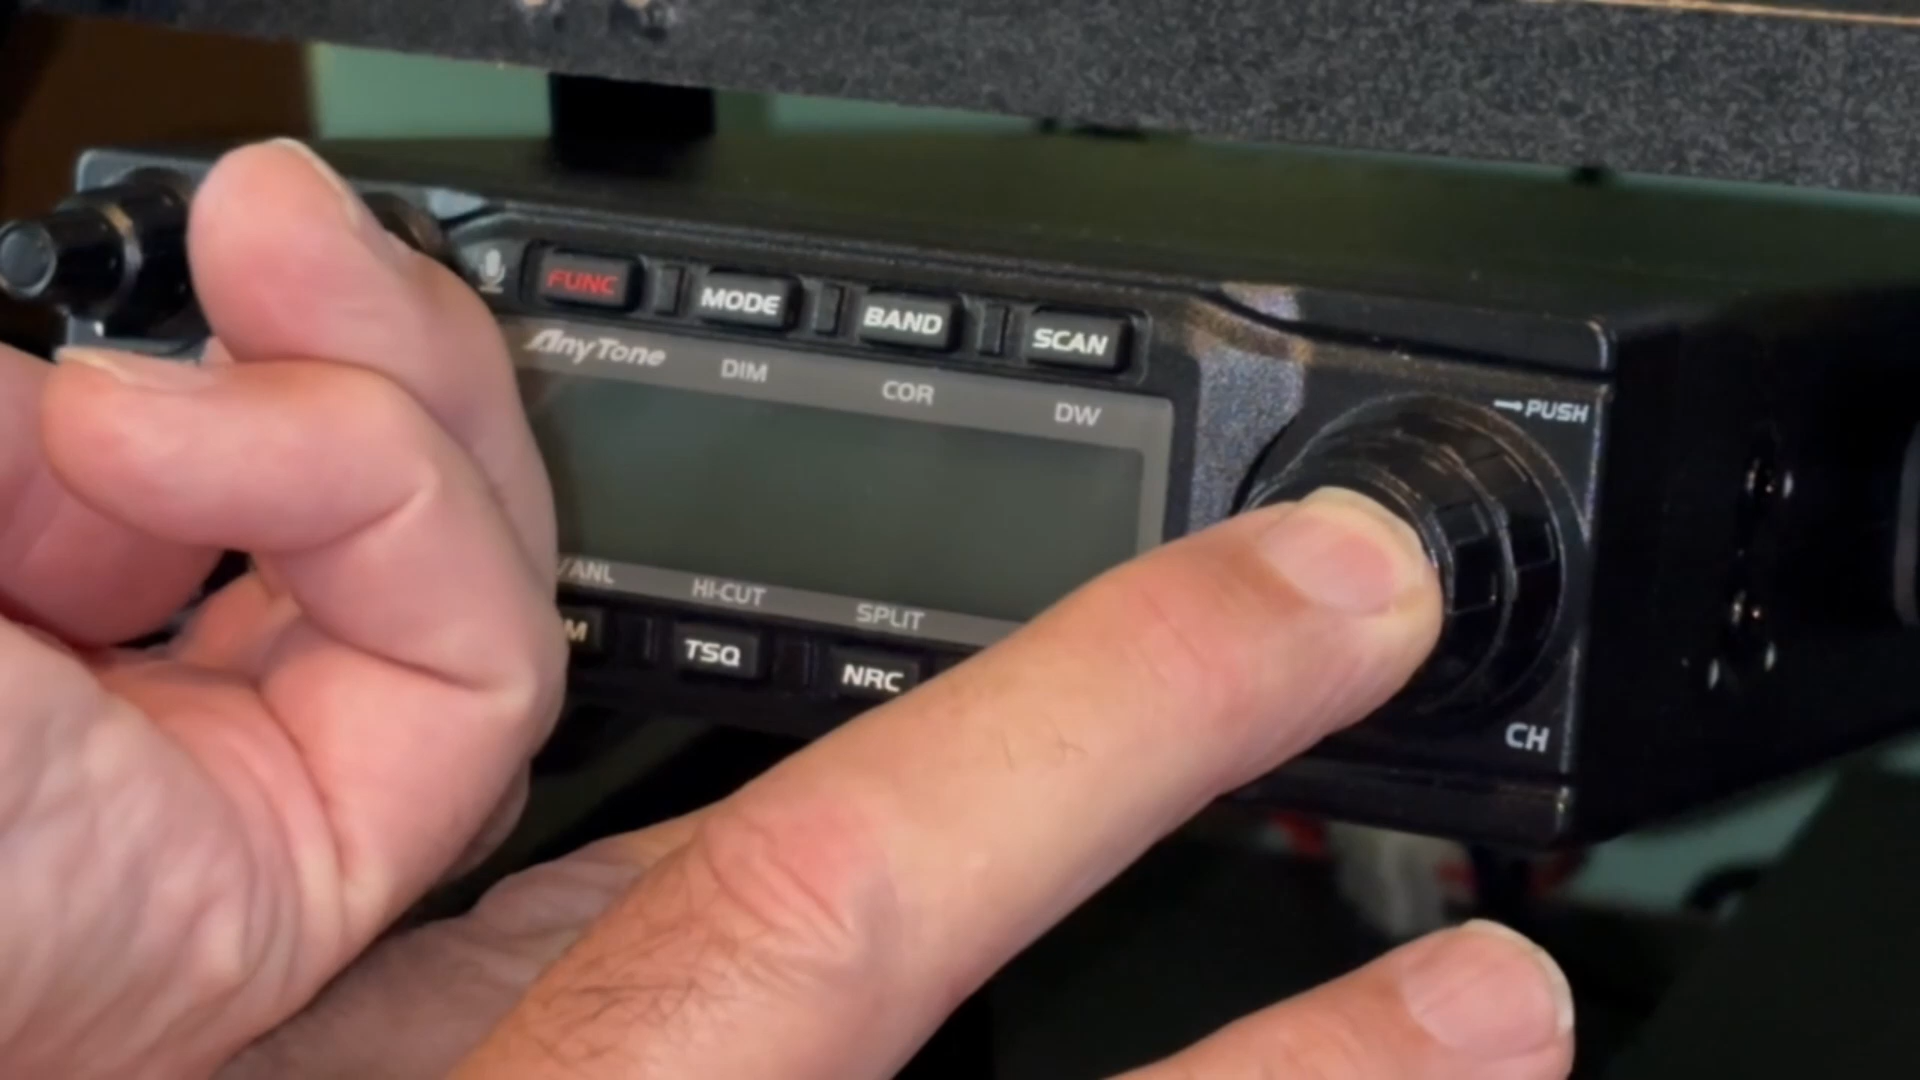 FUNC
MODE
BAND
SCAN
AnyTone
DIM
COR
DW
PUSH
/ANL
HI-CUT
SPLIT
TSQ
NRC
CH